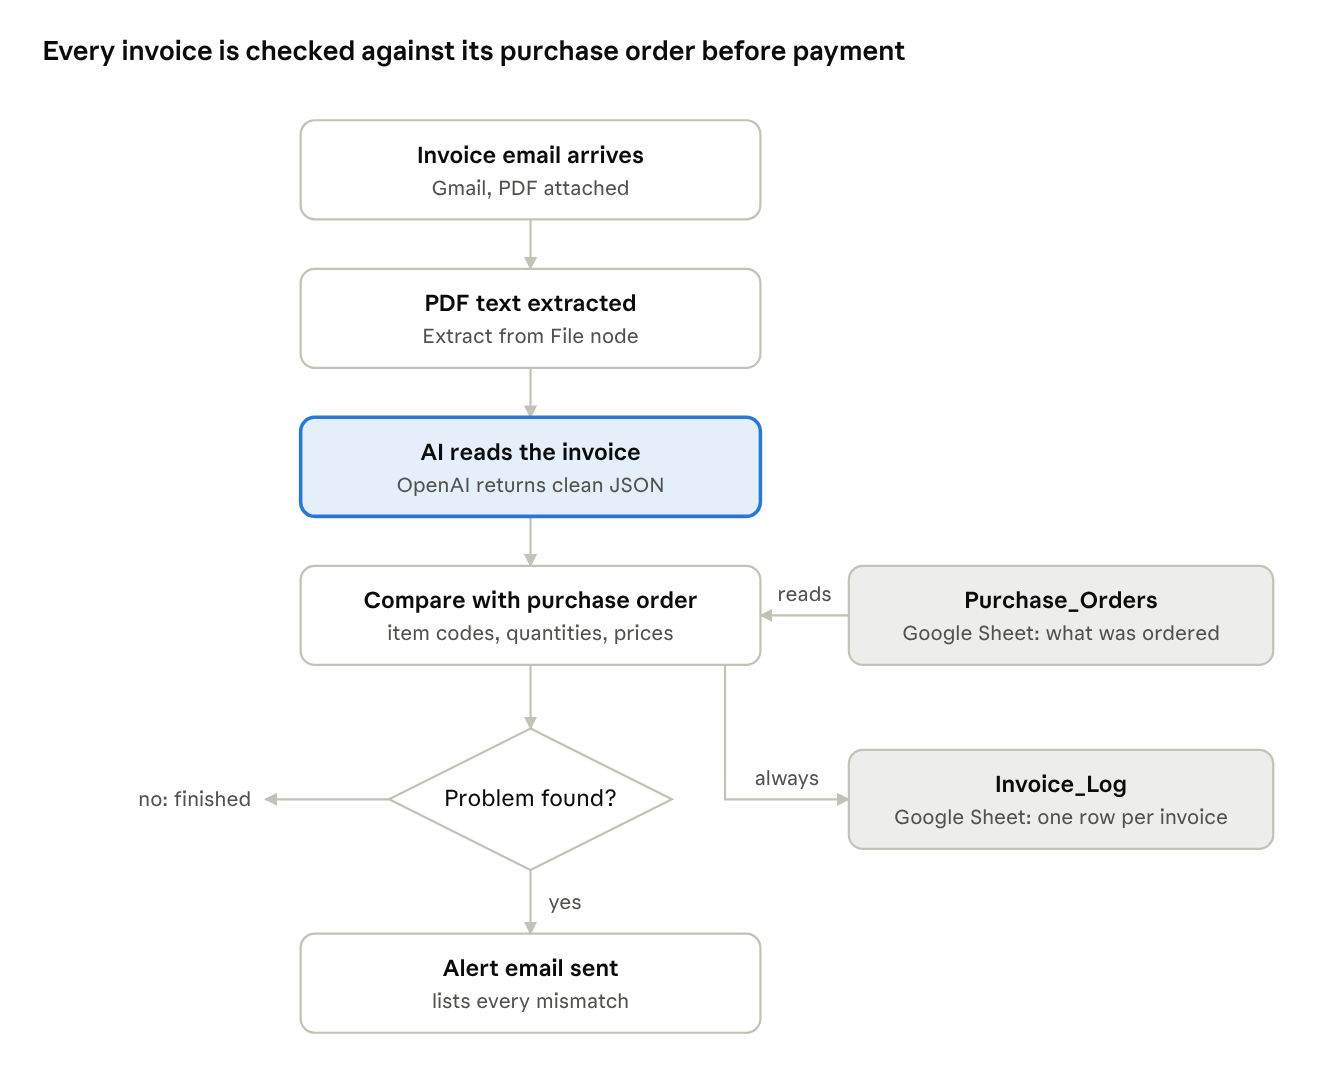 Every invoice is checked against its purchase order before payment
Invoice email arrives
Gmail, PDF attached
PDF text extracted
Extract from File node
AI reads the invoice
OpenAI returns clean JSON
Compare with purchase order
item codes, quantities, prices
reads
Purchase_Orders
Google Sheet: what was ordered
always
Invoice_Log
Google Sheet: one row per invoice
no: finished
Problem found?
yes
Alert email sent
lists every mismatch